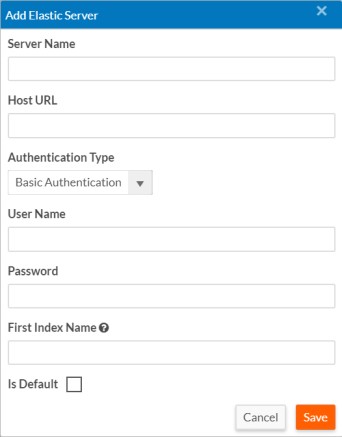 Add Elastic Server
Server Name
Host URL
Authentication Type
Basic Authentication
User Name
Password
First Index Name
Is Default
Cancel Save